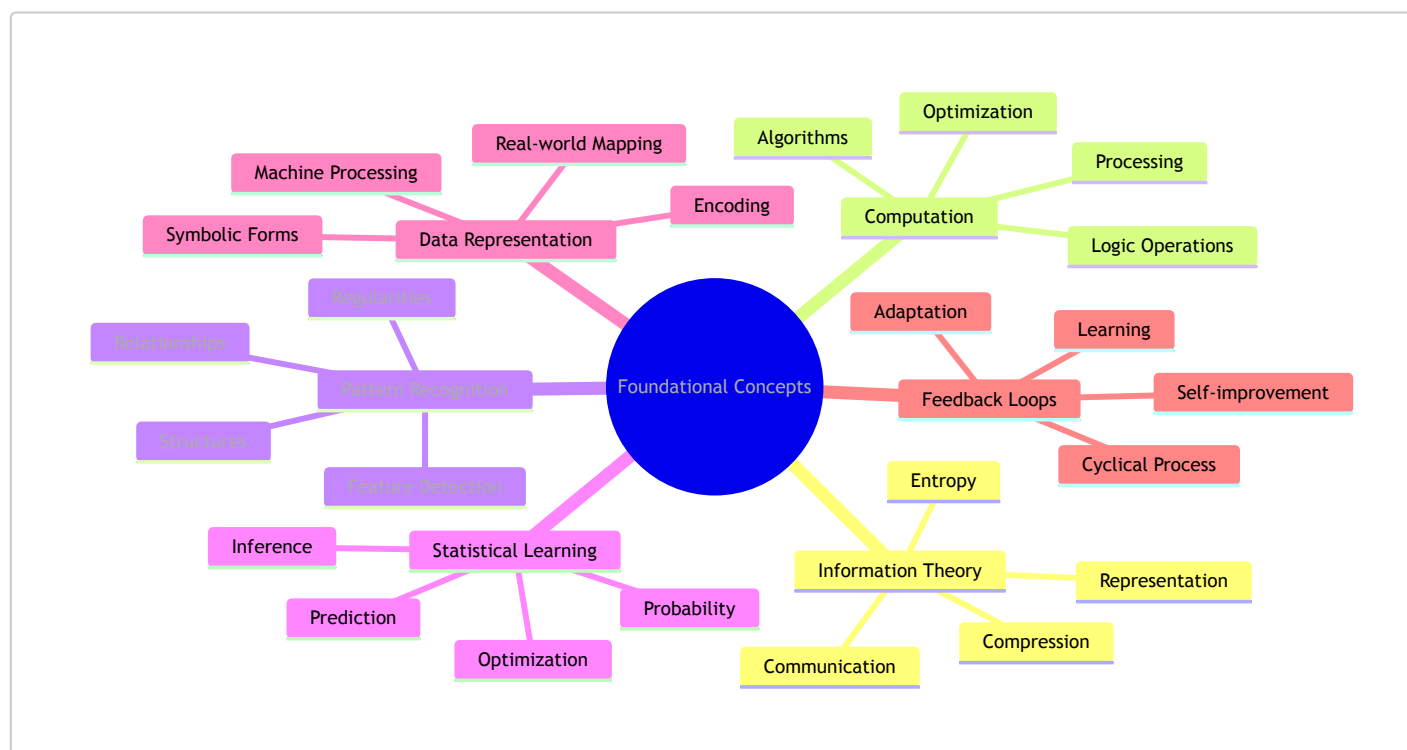 Optimization
Algorithms
Real-world Mapping
Processing
Machine Processing
Encoding
Computation
Symbolic Forms
Data Representation
Logic Operations
Regularities
Adaptation
Learning
Relationships
Pattern Recognition
Foundational Concepts
Feedback Loops
Self-improvement
Structures
Cyclical Process
Feature Detection
Entropy
Inference
Statistical Learning
Information Theory
Representation
Prediction
Probability
Compression
Optimization
Communication